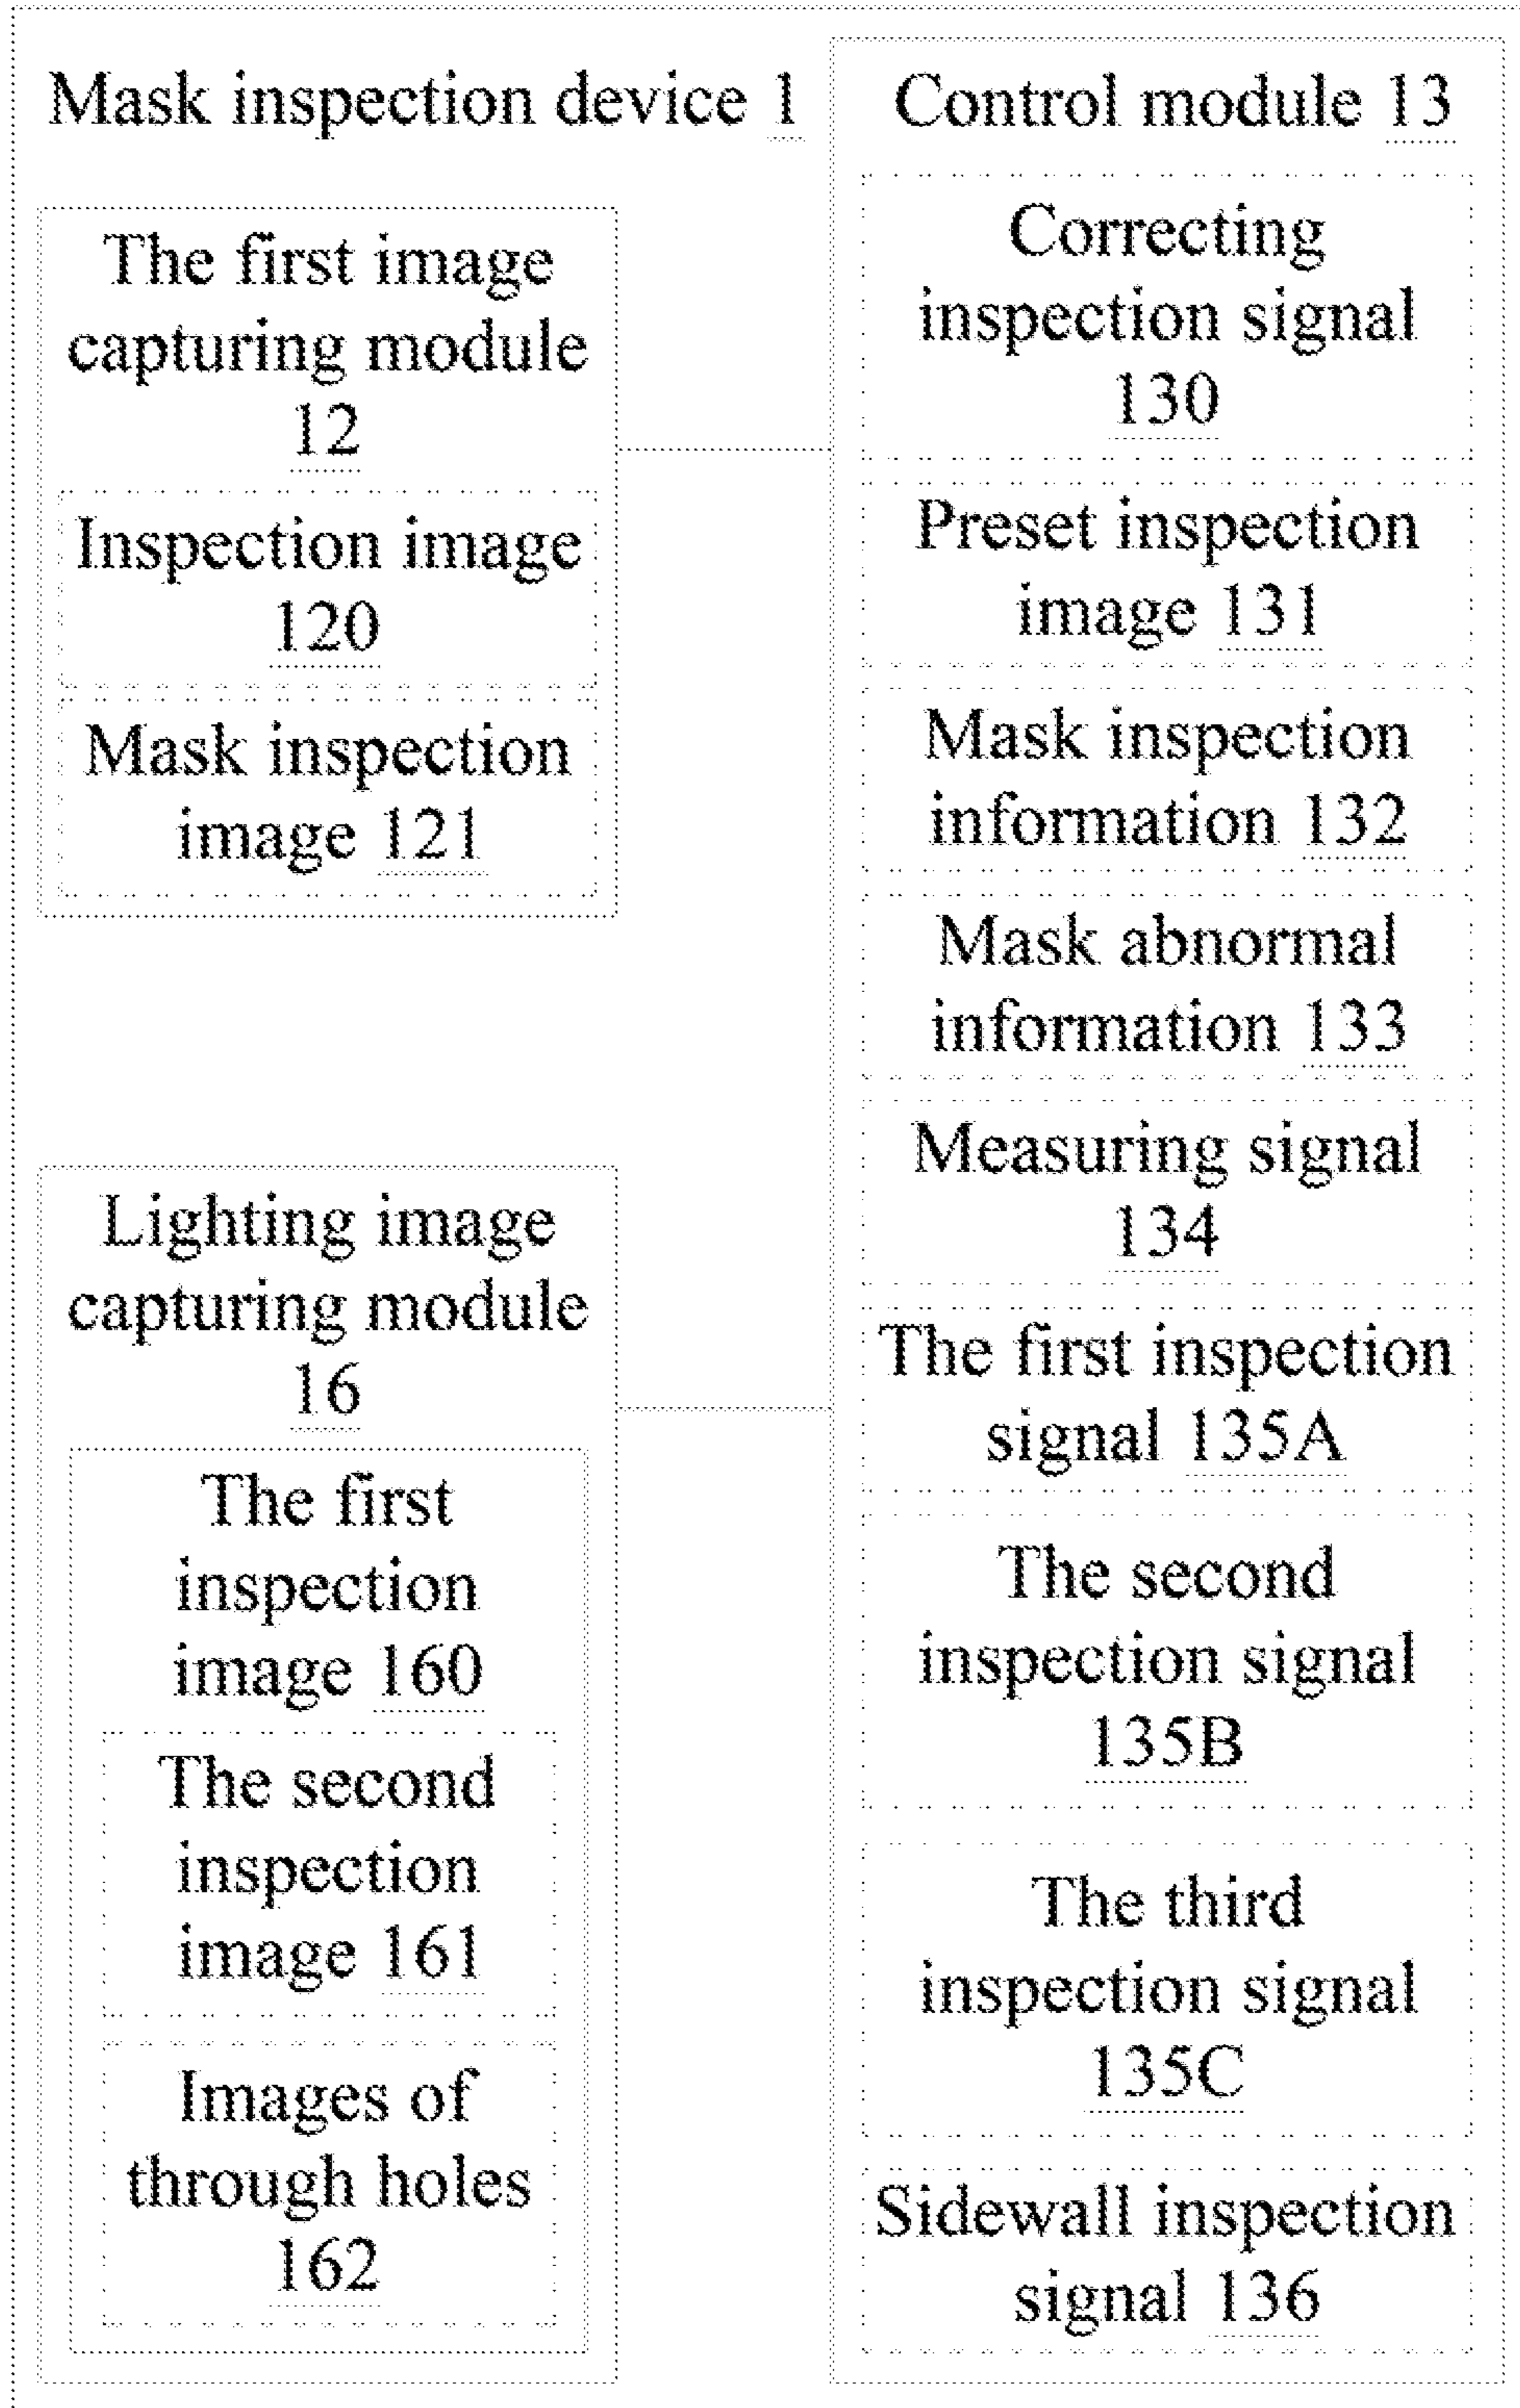 Mask inspection device 1
The first image
capturing module
12
Inspection image
120
Mask inspection
image 121
Lighting image
capturing module
16
The first
inspection
image 160
The second
inspection
image 161
Images of
through holes
162
Control module 13
Correcting
inspection signal
130
Preset inspection
image 131
Mask inspection
information 132
Mask abnormal
information 133
Measuring signal
134
The first inspection
signal 135A
The second
inspection signal
135B
The third
inspection signal
135C
Sidewall inspection
signal 136